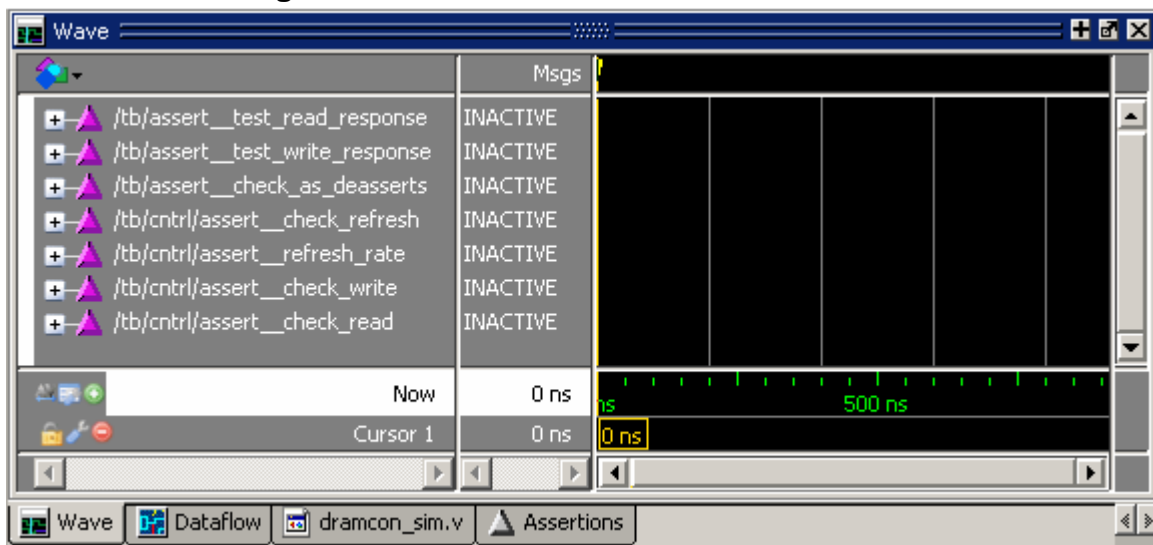 Wave
Msgs
/tb/assert__test_read_response INACTIVE
/tb/assert__test_write_response INACTIVE
/tb/assert__check_as_deasserts INACTIVE
/tb/cntrl/assert__check_refresh INACTIVE
/tb/cntrl/assert__refresh_rate INACTIVE
/tb/cntrl/assert__check_write INACTIVE
/tb/cntrl/assert__check_read INACTIVE
Now 0 ns ns 500 ns
Cursor 1 0 ns 0 ns
Wave Dataflow dramcon_sim.v Assertions